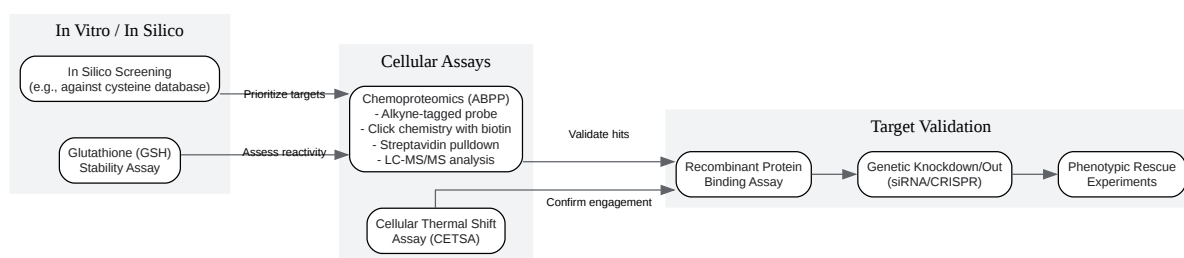 In Vitro / In Silico
In Silico Screening
(e.g., against cysteine database)
Glutathione (GSH)
Stability Assay
Prioritize targets
Assess reactivity
Cellular Assays
Chemoproteomics (ABPP)
- Alkyne-tagged probe
- Click chemistry with biotin
- Streptavidin pulldown
- LC-MS/MS analysis
Cellular Thermal Shift
Assay (CETSA)
Validate hits
Confirm engagement
Target Validation
Recombinant Protein
Binding Assay
Genetic Knockdown/Out
(siRNA/CRISPR)
Phenotypic Rescue
Experiments